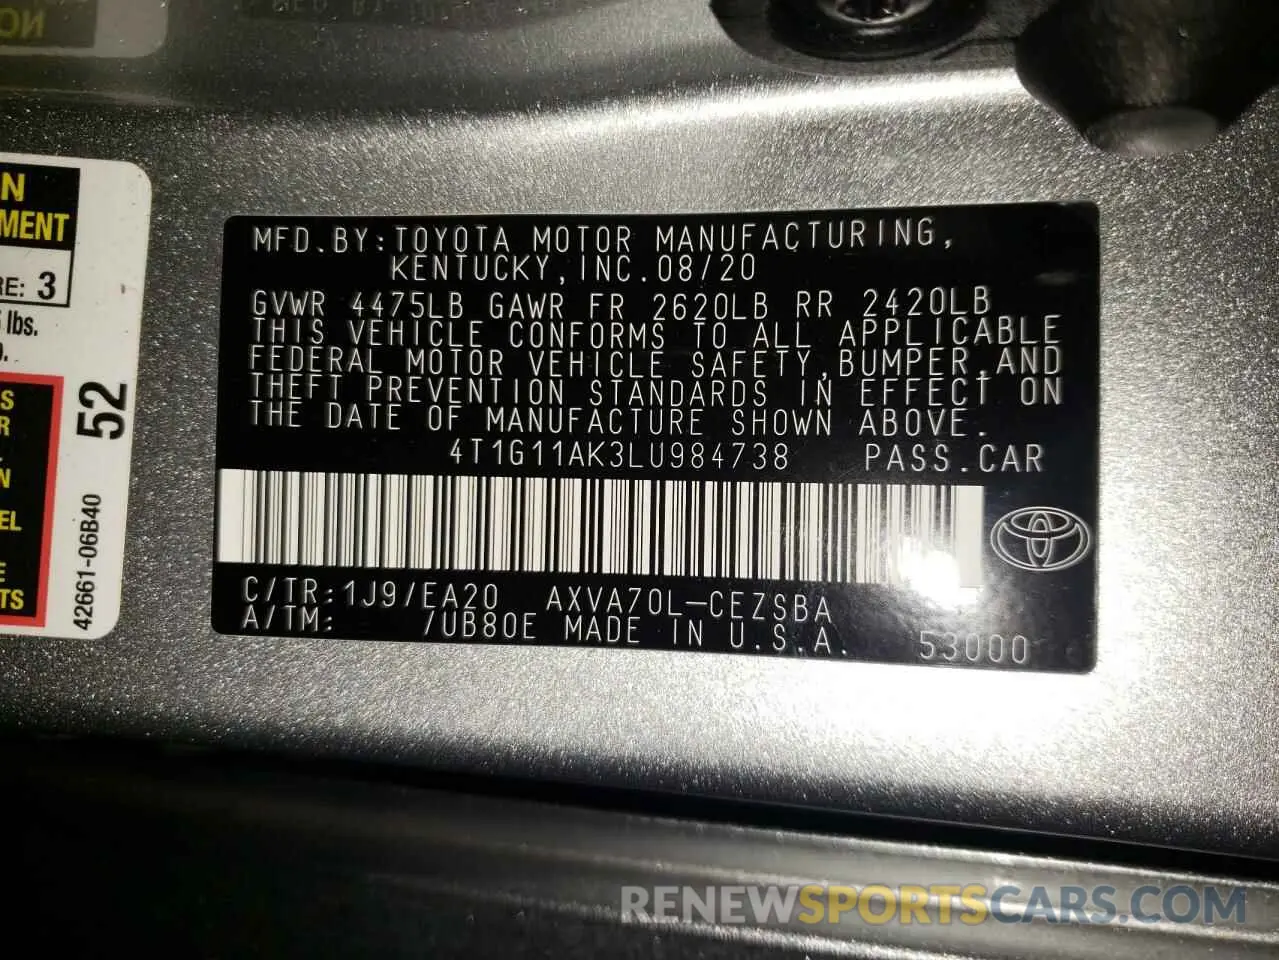 N
MENT
RE: 3
lbs.
52
42661-06B40
S
R
N
EL
E
TS
MFD.BY:TOYOTA MOTOR MANUFACTURING,
KENTUCKY,INC.08/20
GVWR 4475LB GAWR FR 2620LB RR 2420LB
THIS VEHICLE CONFORMS TO ALL APPLICABLE
FEDERAL MOTOR VEHICLE SAFETY,BUMPER,AND
THEFT PREVENTION STANDARDS IN EFFECT ON
THE DATE OF MANUFACTURE SHOWN ABOVE.
4T1G11AK3LU984738 PASS.CAR
C/TR:1J9/EA20 AXVA70L-CEZSBA
A/TM: /UB80E MADE IN U.S.A. 53000
RENEWSPORTSCARS.COM